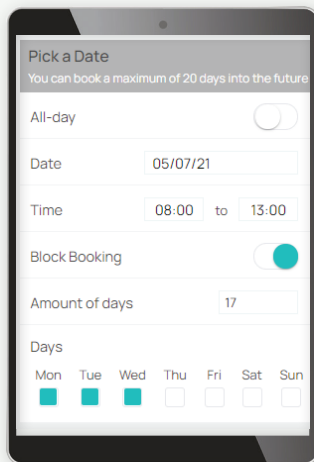 Pick a Date
You can book a maximum of 20 days into the future
All-day
Date 05/07/21
Time 08:00 to 13:00
Block Booking
Amount of days 17
Days
Mon Tue Wed Thu Fri Sat Sun